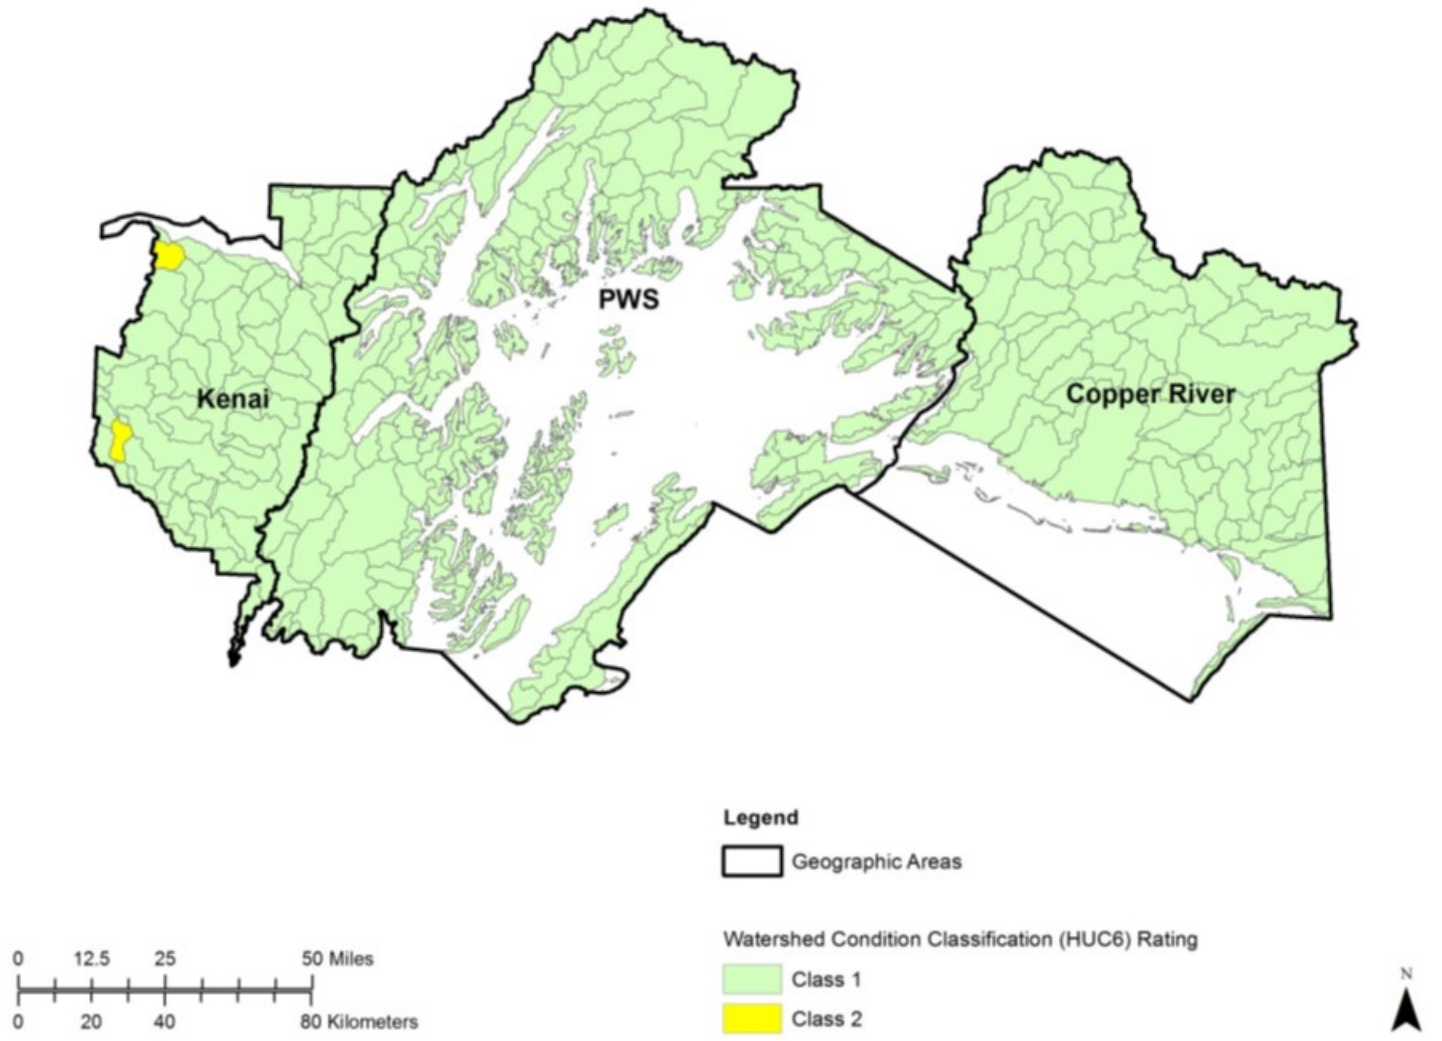 PWS
Kenai
Copper River
Legend
Geographic Areas
Watershed Condition Classification (HUC6) Rating
Class 1
Class 2
0 12.5 25 50 Miles
0 20 40 80 Kilometers
N